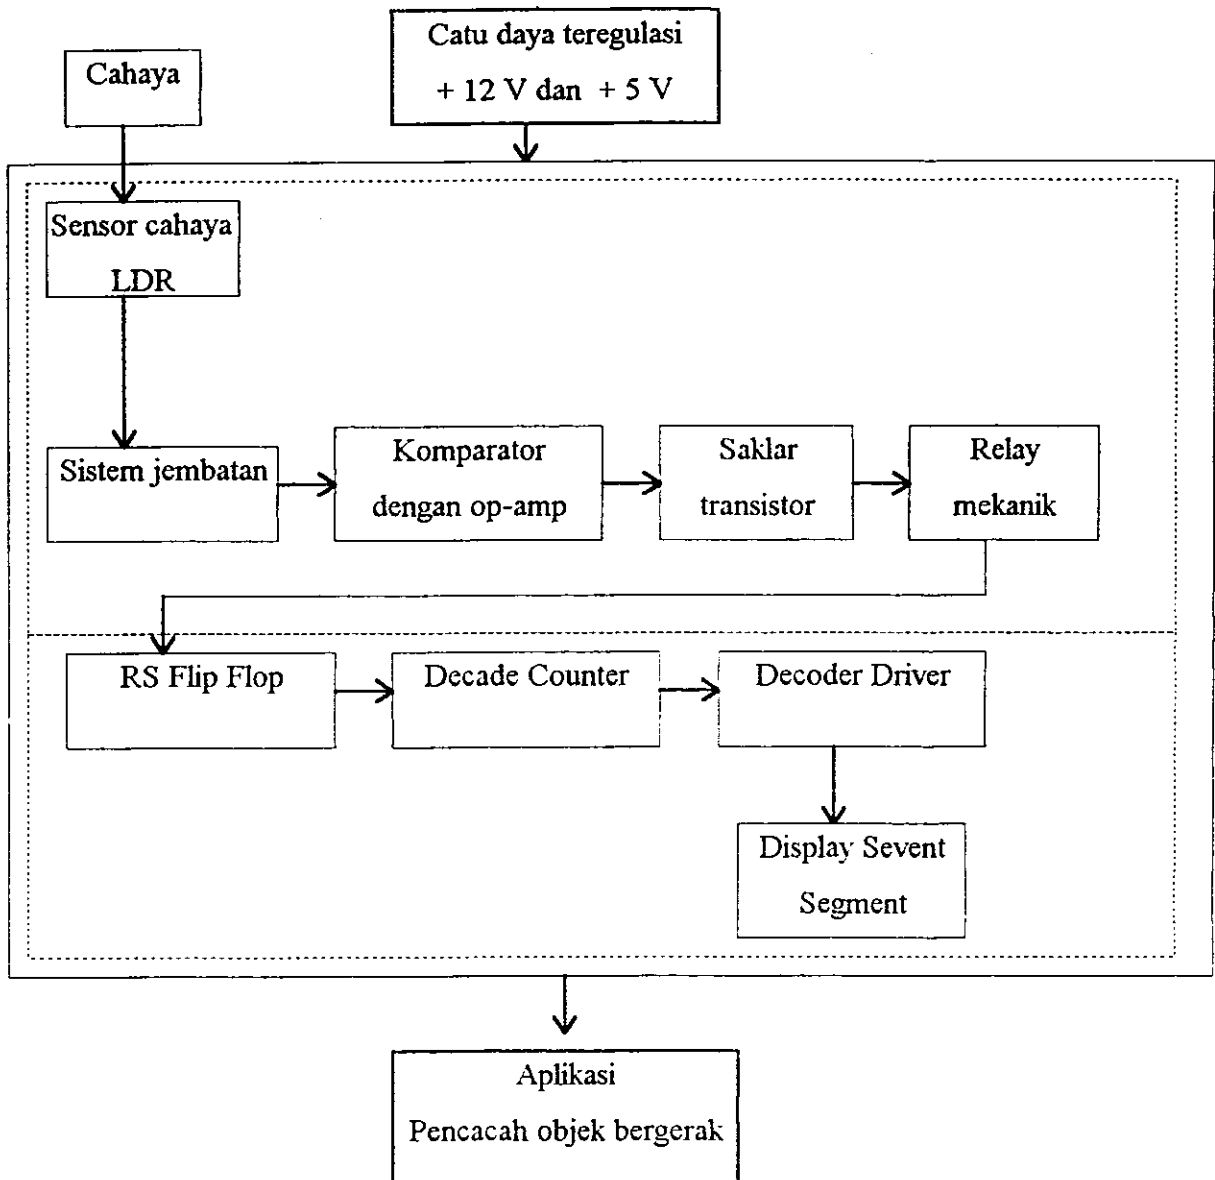 Catu daya teregulasi
+ 12 V dan + 5 V
Cahaya
Sensor cahaya
LDR
Sistem jembatan
Komparator
dengan op-amp
Saklar
transistor
Relay
mekanik
RS Flip Flop
Decade Counter
Decoder Driver
Display Sevent
Segment
Aplikasi
Pencacah objek bergerak